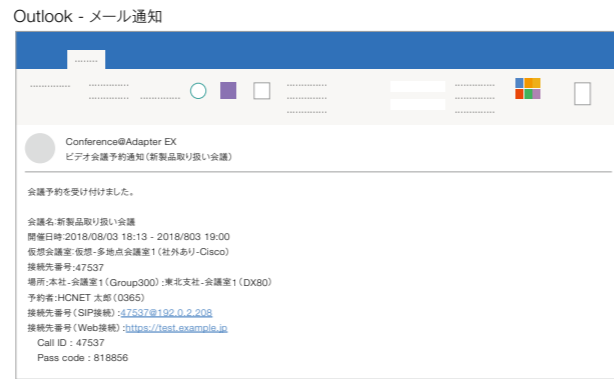 Outlook - メール通知
Conference@Adapter EX
ビデオ会議予約通知（新製品取り扱い会議）
会議予約を受け付けました。
会議名:新製品取り扱い会議
開催日時:2018/08/03 18:13 - 2018/803 19:00
仮想会議室:仮想-多地点会議室1（社外あり-Cisco）
接続先番号:47537
場所:本社-会議室1（Group300）:東北支社-会議室1（DX80）
予約者:HCNET 太郎（0365）
接続先番号（SIP接続）:47537@192.0.2.208
接続先番号（Web接続）:https://test.example.jp
Call ID : 47537
Pass code : 818856